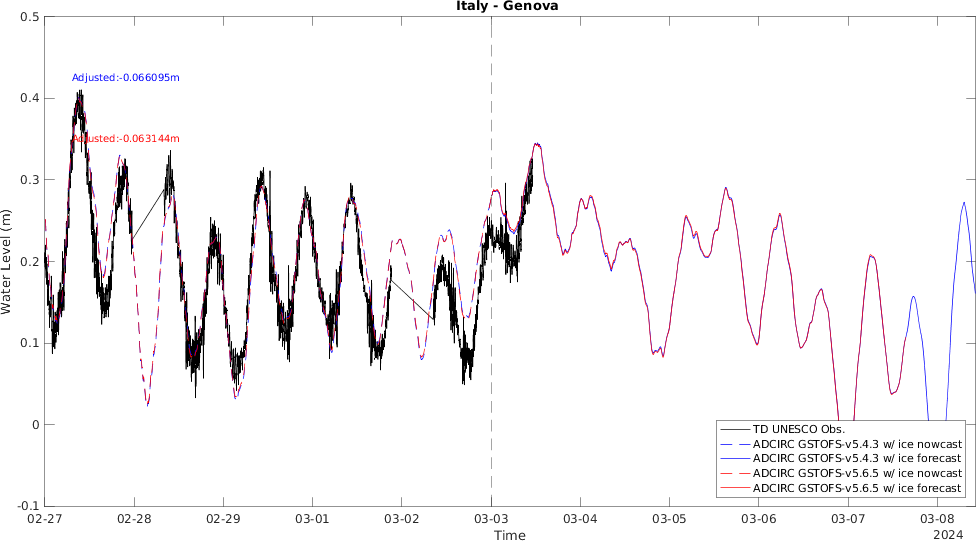 Italy - Genova
0.5
0.4
0.3
0.2
0.1
0
-0.1
Water Level (m)
Adjusted:-0.066095m
Adjusted:-0.063144m
TD UNESCO Obs.
ADCIRC GSTOFS-v5.4.3 w/ ice nowcast
ADCIRC GSTOFS-v5.4.3 w/ ice forecast
ADCIRC GSTOFS-v5.6.5 w/ ice nowcast
ADCIRC GSTOFS-v5.6.5 w/ ice forecast
02-27 02-28 02-29 03-01 03-02 03-03 03-04 03-05 03-06 03-07 03-08
Time
2024